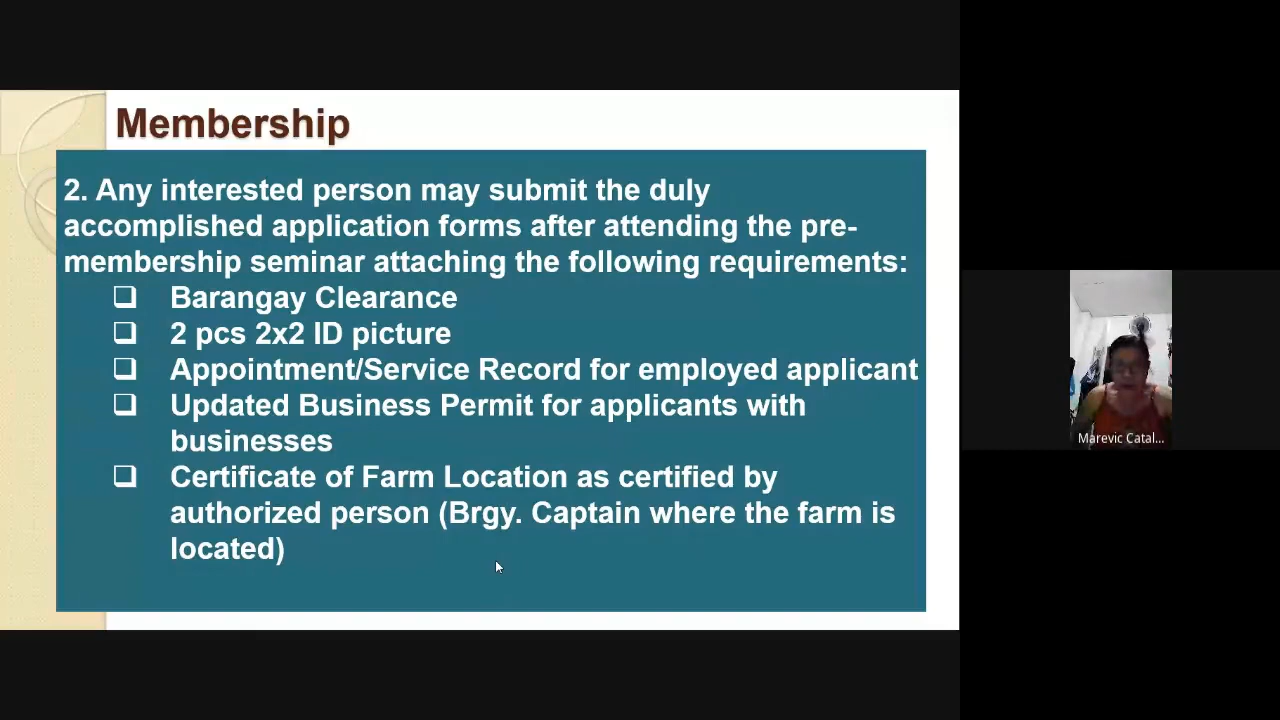 Membership
2. Any interested person may submit the duly
accomplished application forms after attending the pre-
membership seminar attaching the following requirements:
❑ Barangay Clearance
❑ 2 pcs 2x2 ID picture
❑ Appointment/Service Record for employed applicant
❑ Updated Business Permit for applicants with
businesses
❑ Certificate of Farm Location as certified by
authorized person (Brgy. Captain where the farm is
located)
Marevic Catal...